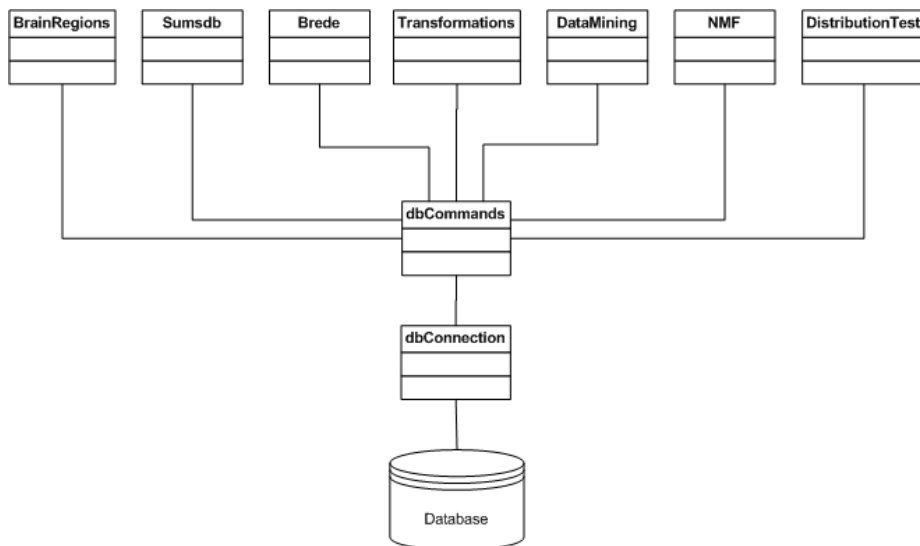 BrainRegions
Sumsdb
Brede
Transformations
DataMining
NMF
DistributionTest
dbCommands
dbConnection
Database